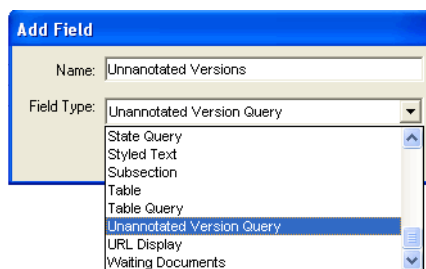 Add Field
Name: Unnanotated Versions
Field Type: Unannotated Version Query
State Query
Styled Text
Subsection
Table
Table Query
Unannotated Version Query
URL Display
Waiting Documents